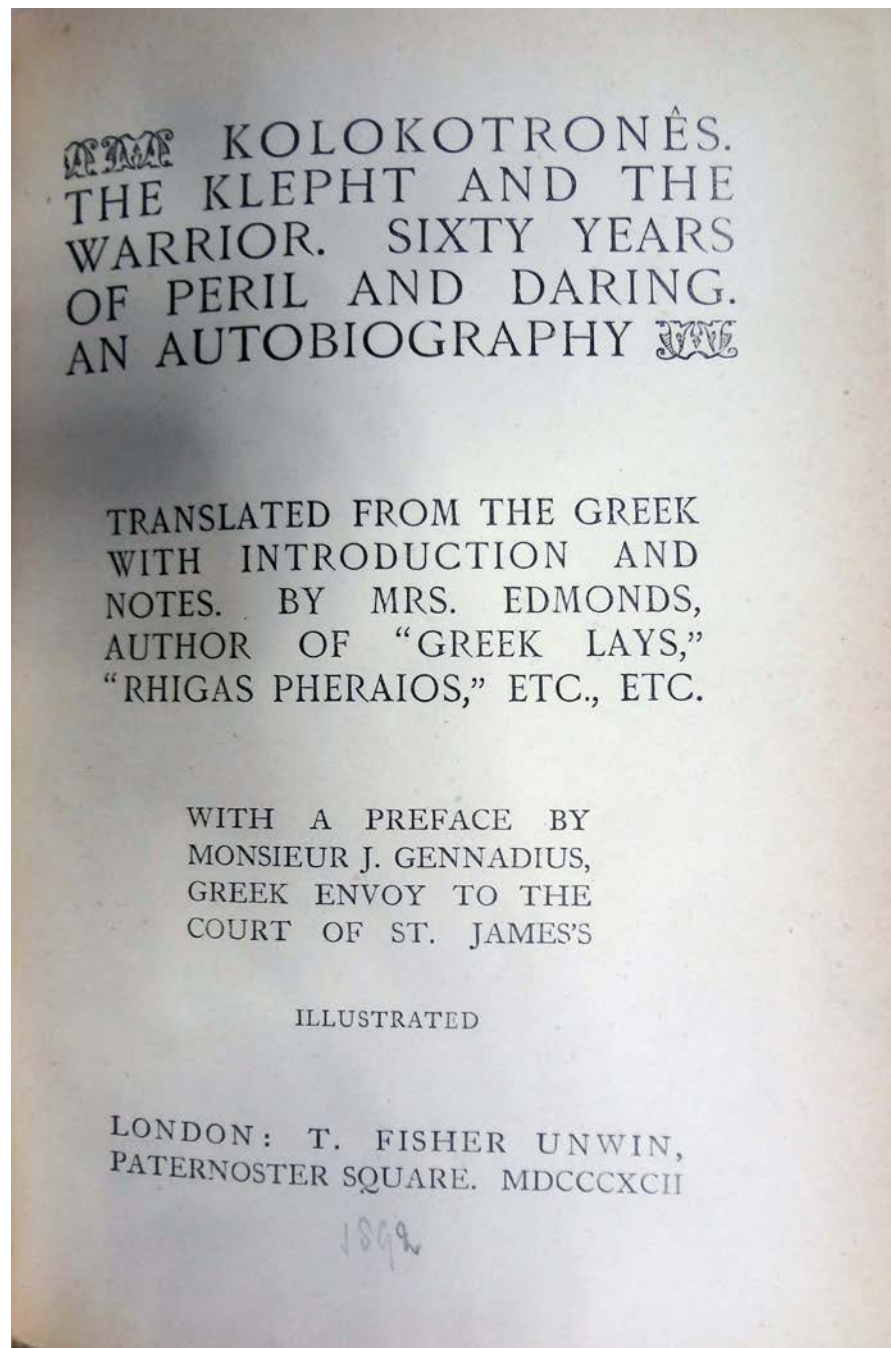 KOLOKOTRONÊS.
THE KLEPHT AND THE
WARRIOR. SIXTY YEARS
OF PERIL AND DARING.
AN AUTOBIOGRAPHY
TRANSLATED FROM THE GREEK
WITH INTRODUCTION AND
NOTES. BY MRS. EDMONDS,
AUTHOR OF “GREEK LAYS,”
“RHIGAS PHERAIOS,” ETC., ETC.
WITH A PREFACE BY
MONSIEUR J. GENNADIUS,
GREEK ENVOY TO THE
COURT OF ST. JAMES’S
ILLUSTRATED
LONDON: T. FISHER UNWIN,
PATERNOSTER SQUARE. MDCCCXCII
1892